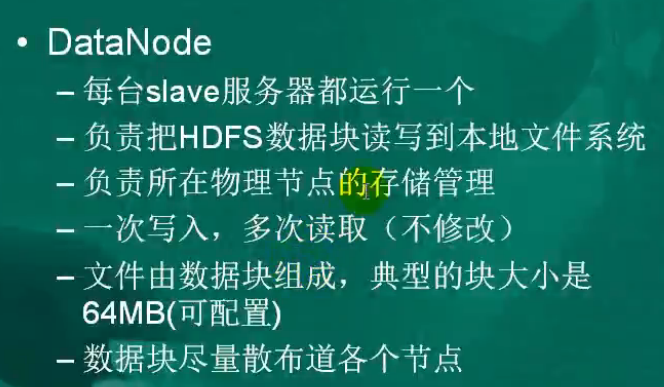 • DataNode
– 每台slave服务器都运行一个
– 负责把HDFS数据块读写到本地文件系统
– 负责所在物理节点的存储管理
– 一次写入，多次读取（不修改）
– 文件由数据块组成，典型的块大小是
64MB(可配置)
– 数据块尽量散布道各个节点